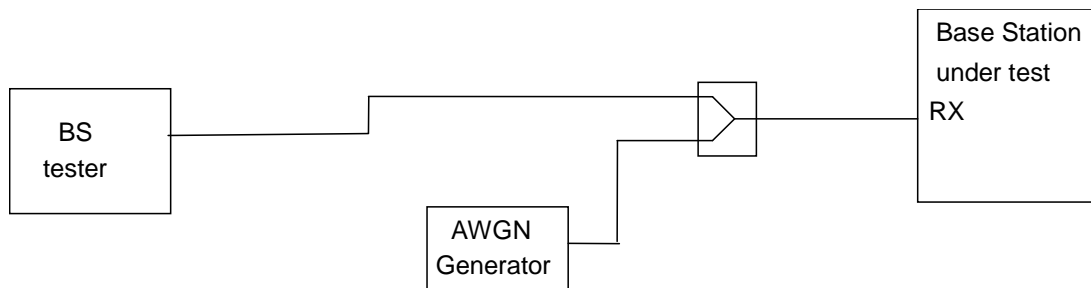 BS
tester
AWGN
Generator
Base Station
under test
RX